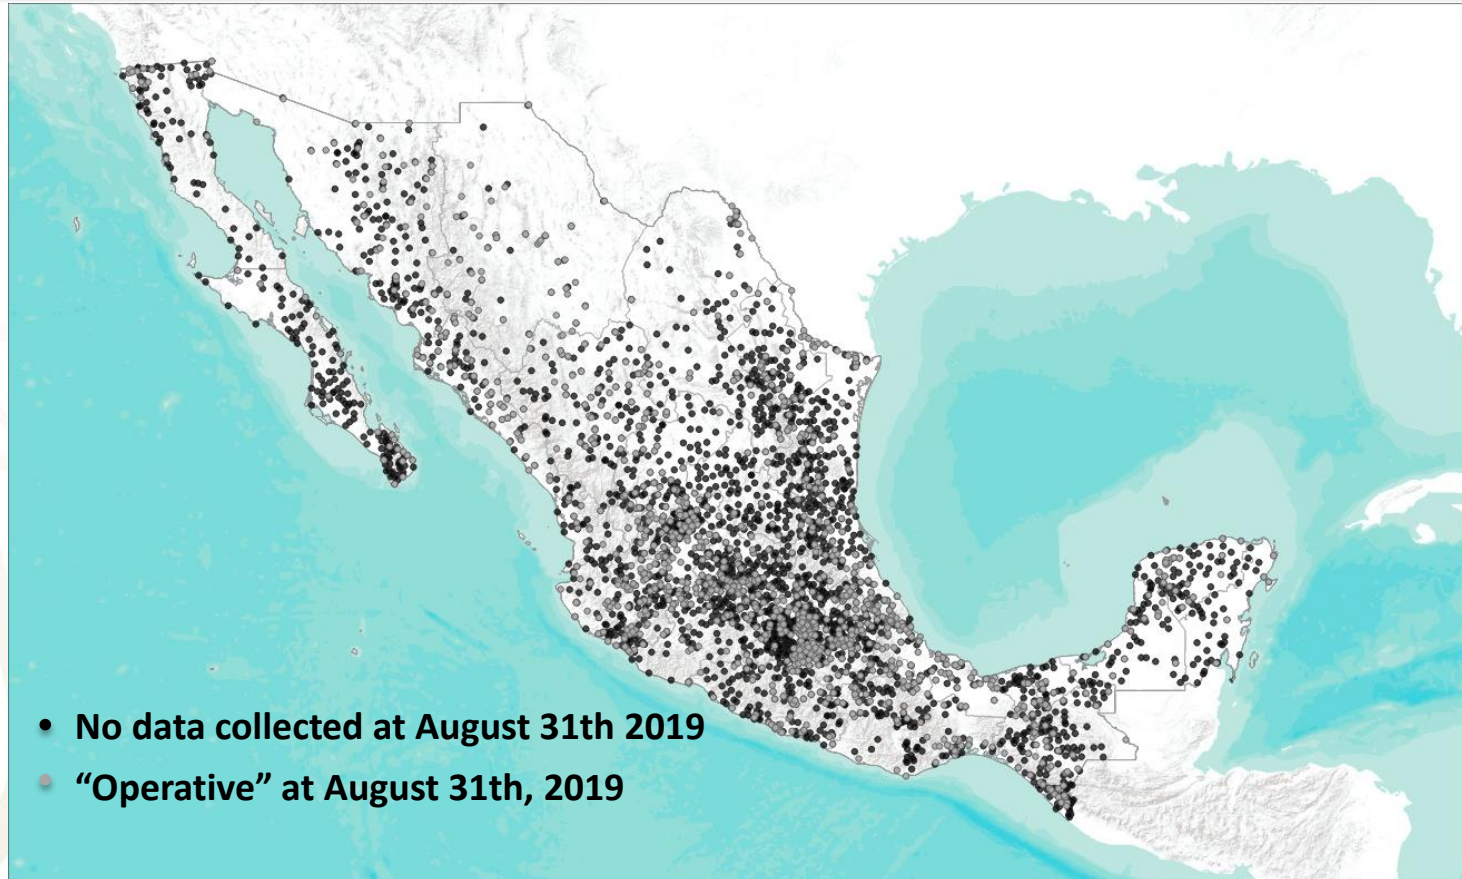 • No data collected at August 31th 2019
• “Operative” at August 31th, 2019